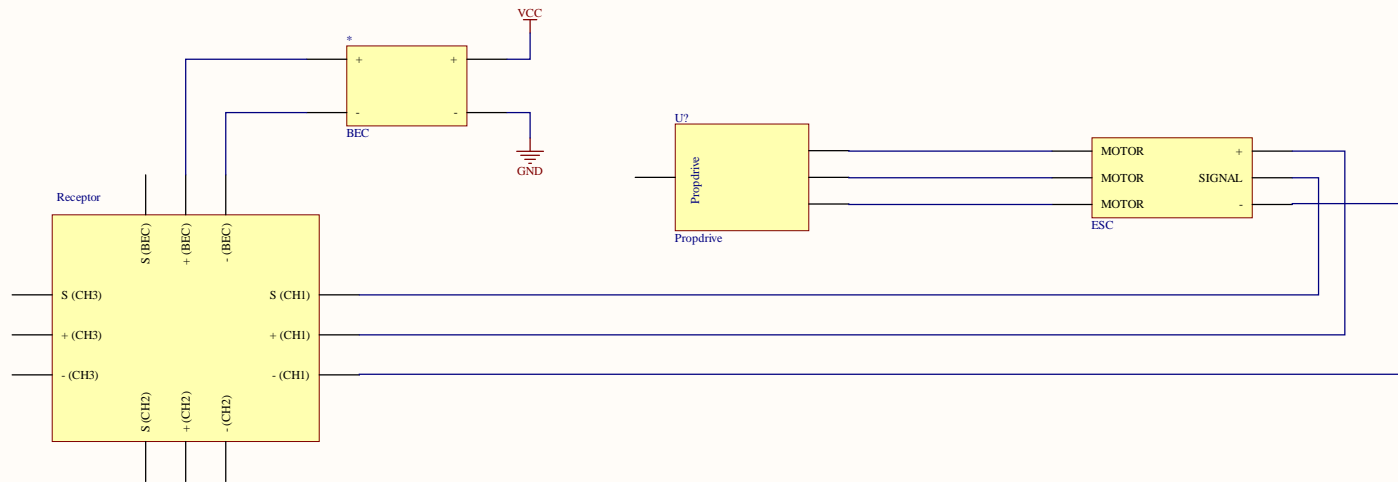 VCC
*
+ +
- -
BEC
GND
U?
Propdrive
Propdrive
MOTOR +
MOTOR SIGNAL
MOTOR -
ESC
Receptor
S (BEC)
+ (BEC)
- (BEC)
S (CH3) S (CH1)
+ (CH3) + (CH1)
- (CH3) - (CH1)
S (CH2)
+ (CH2)
- (CH2)